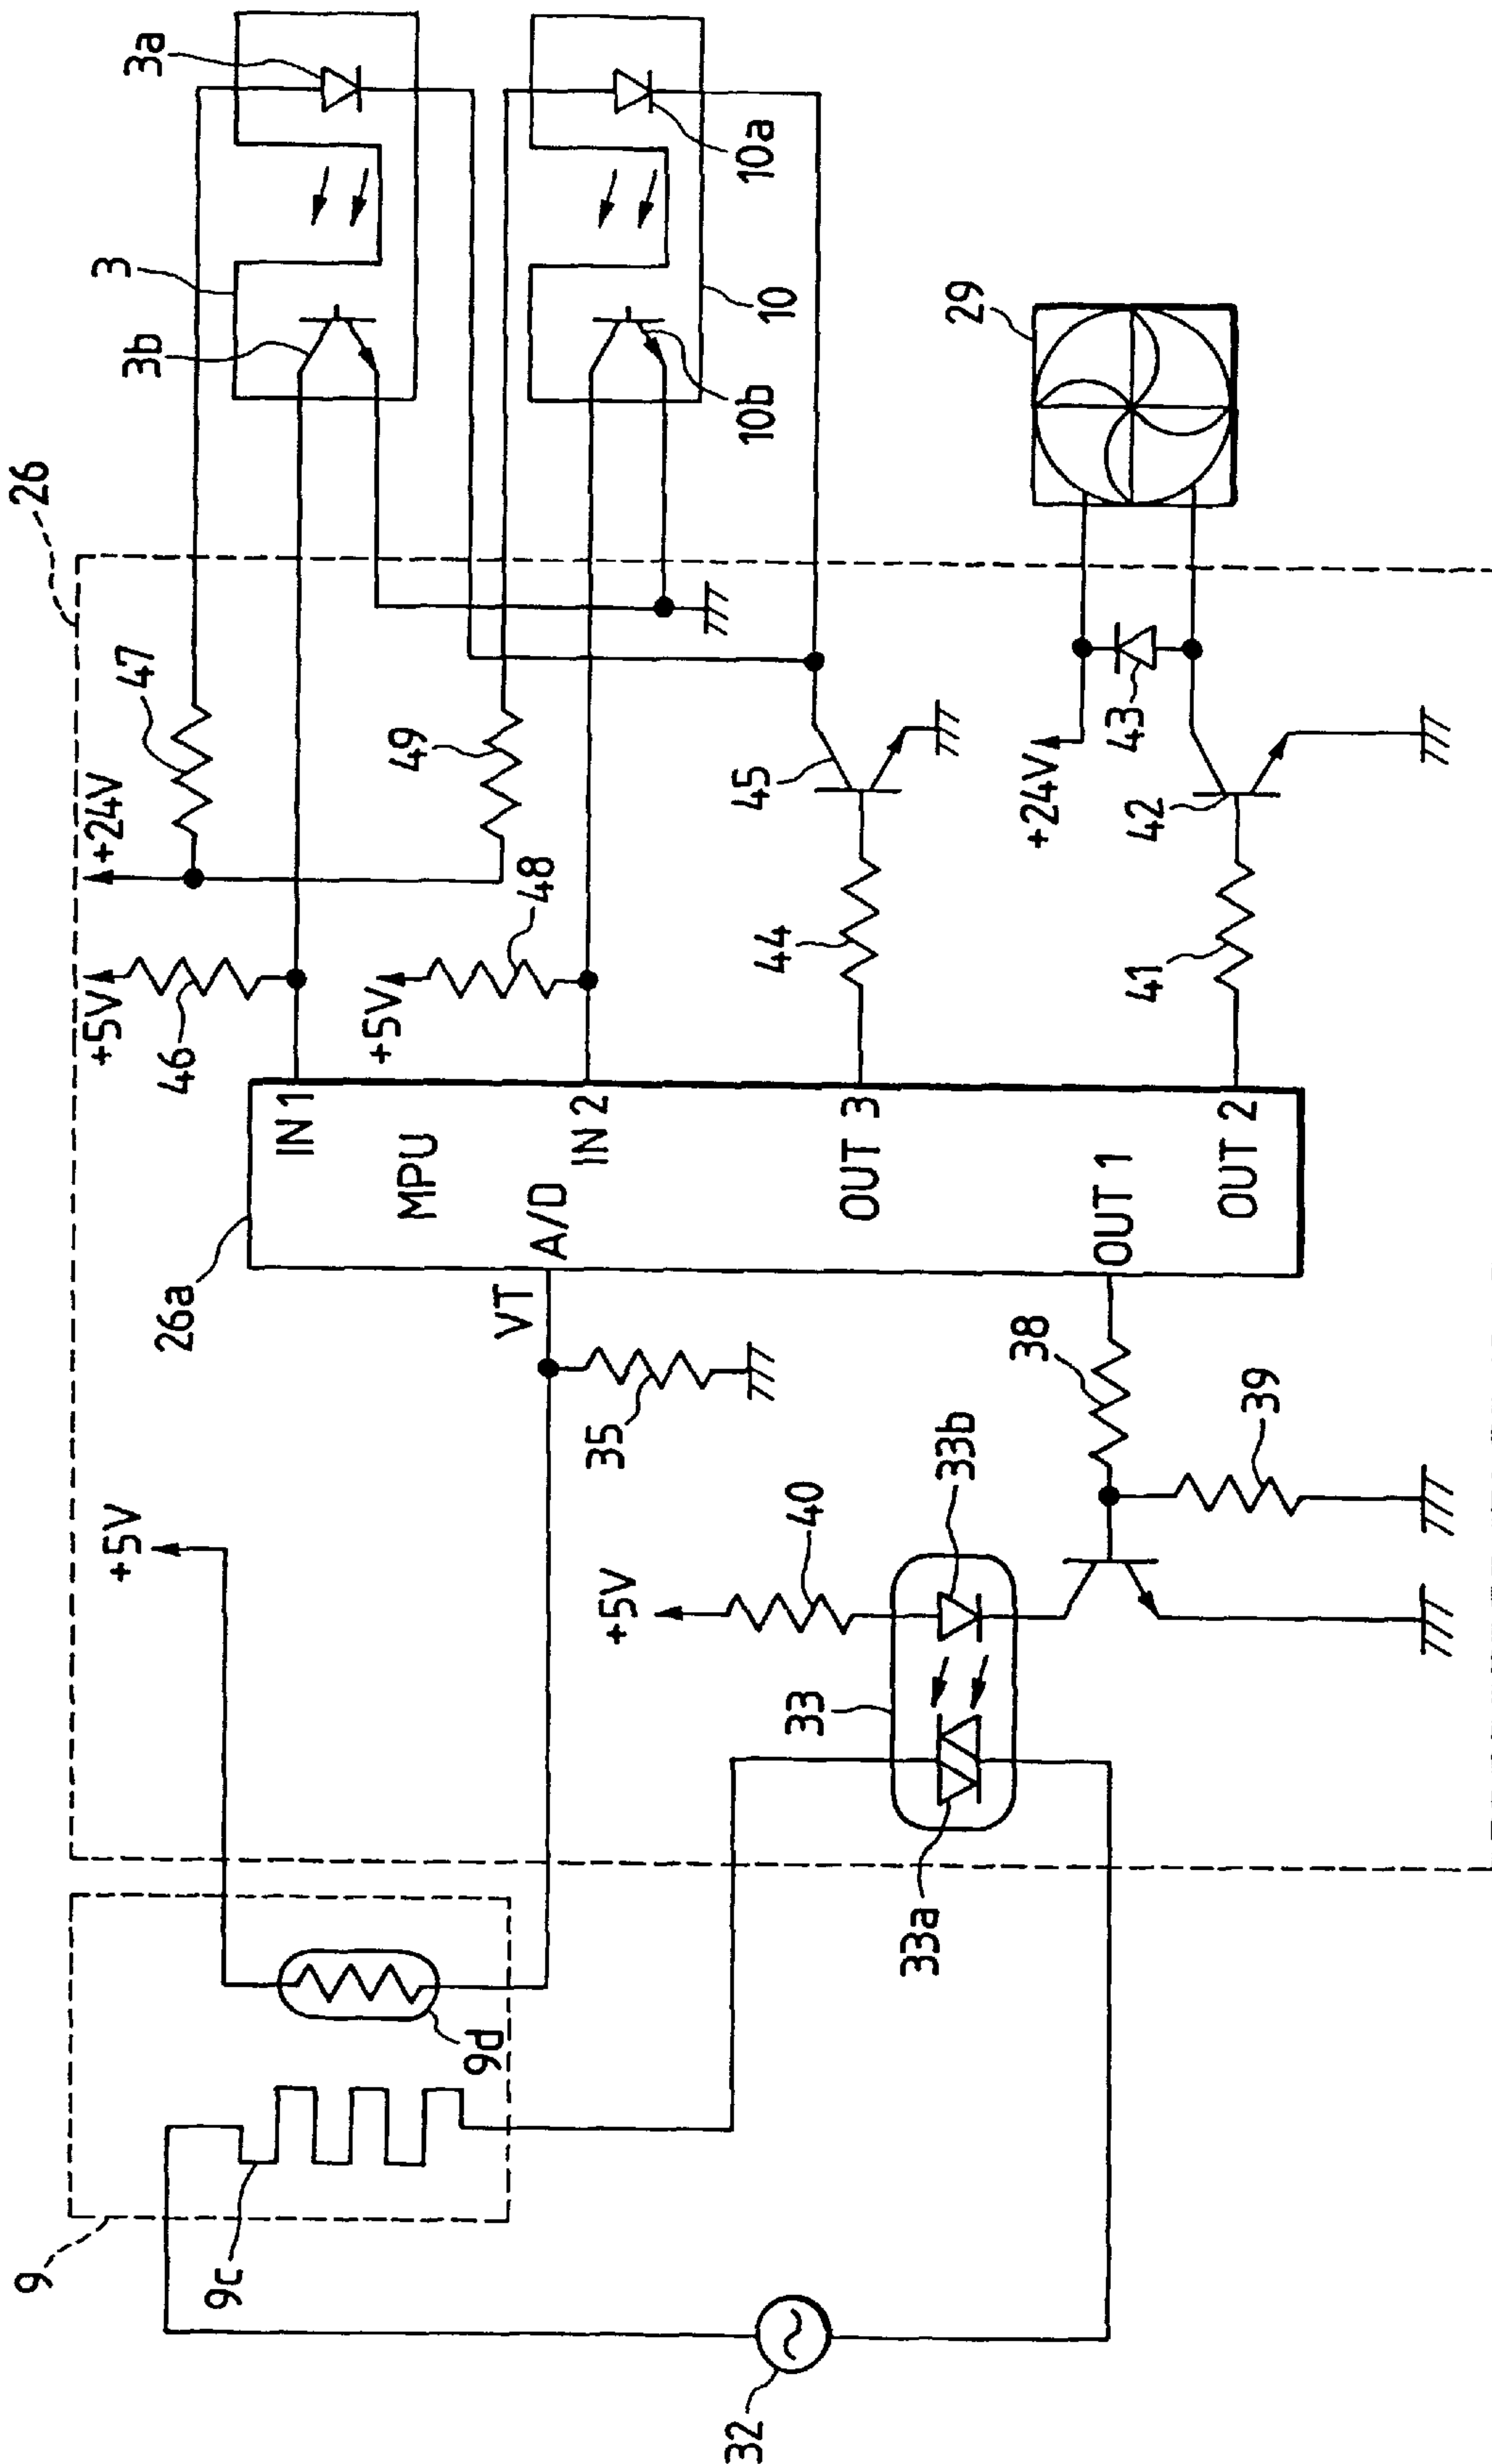 26
3a
3
3b
47
+24V
+5V
46
49
48
+5V
10a
10
10b
45
44
29
+24V
43
42
41
26a
IN 1
MPU
A/D
IN 2
OUT 3
OUT 1
OUT 2
VT
35
38
39
+5V
+5V
40
33b
33
33a
9
9c
9d
32